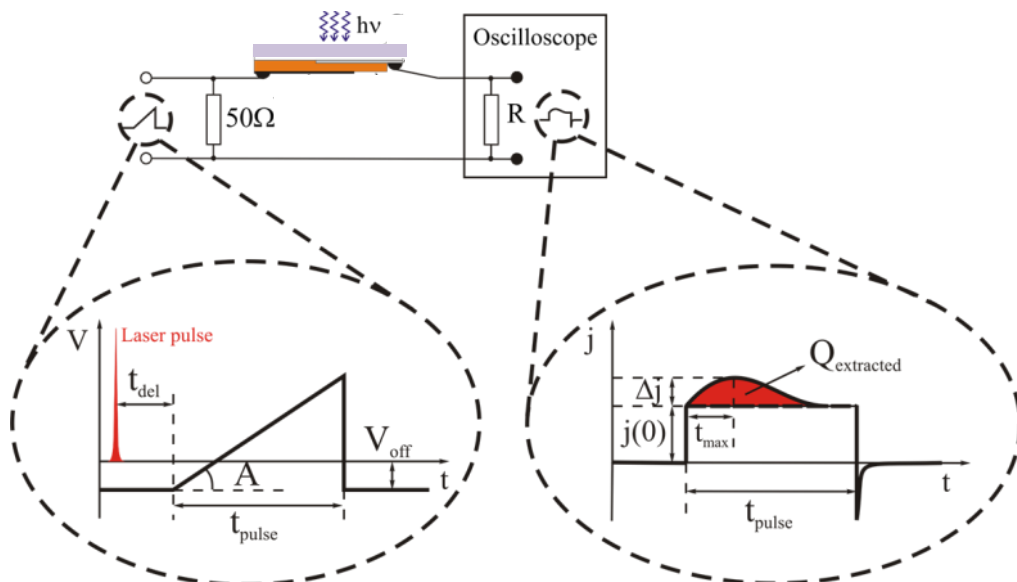 hν
Oscilloscope
50Ω
R
V
Laser pulse
t_del
V_off
A
t
t_pulse
j
Q_extracted
Δj
j(0)
t_max
t
t_pulse